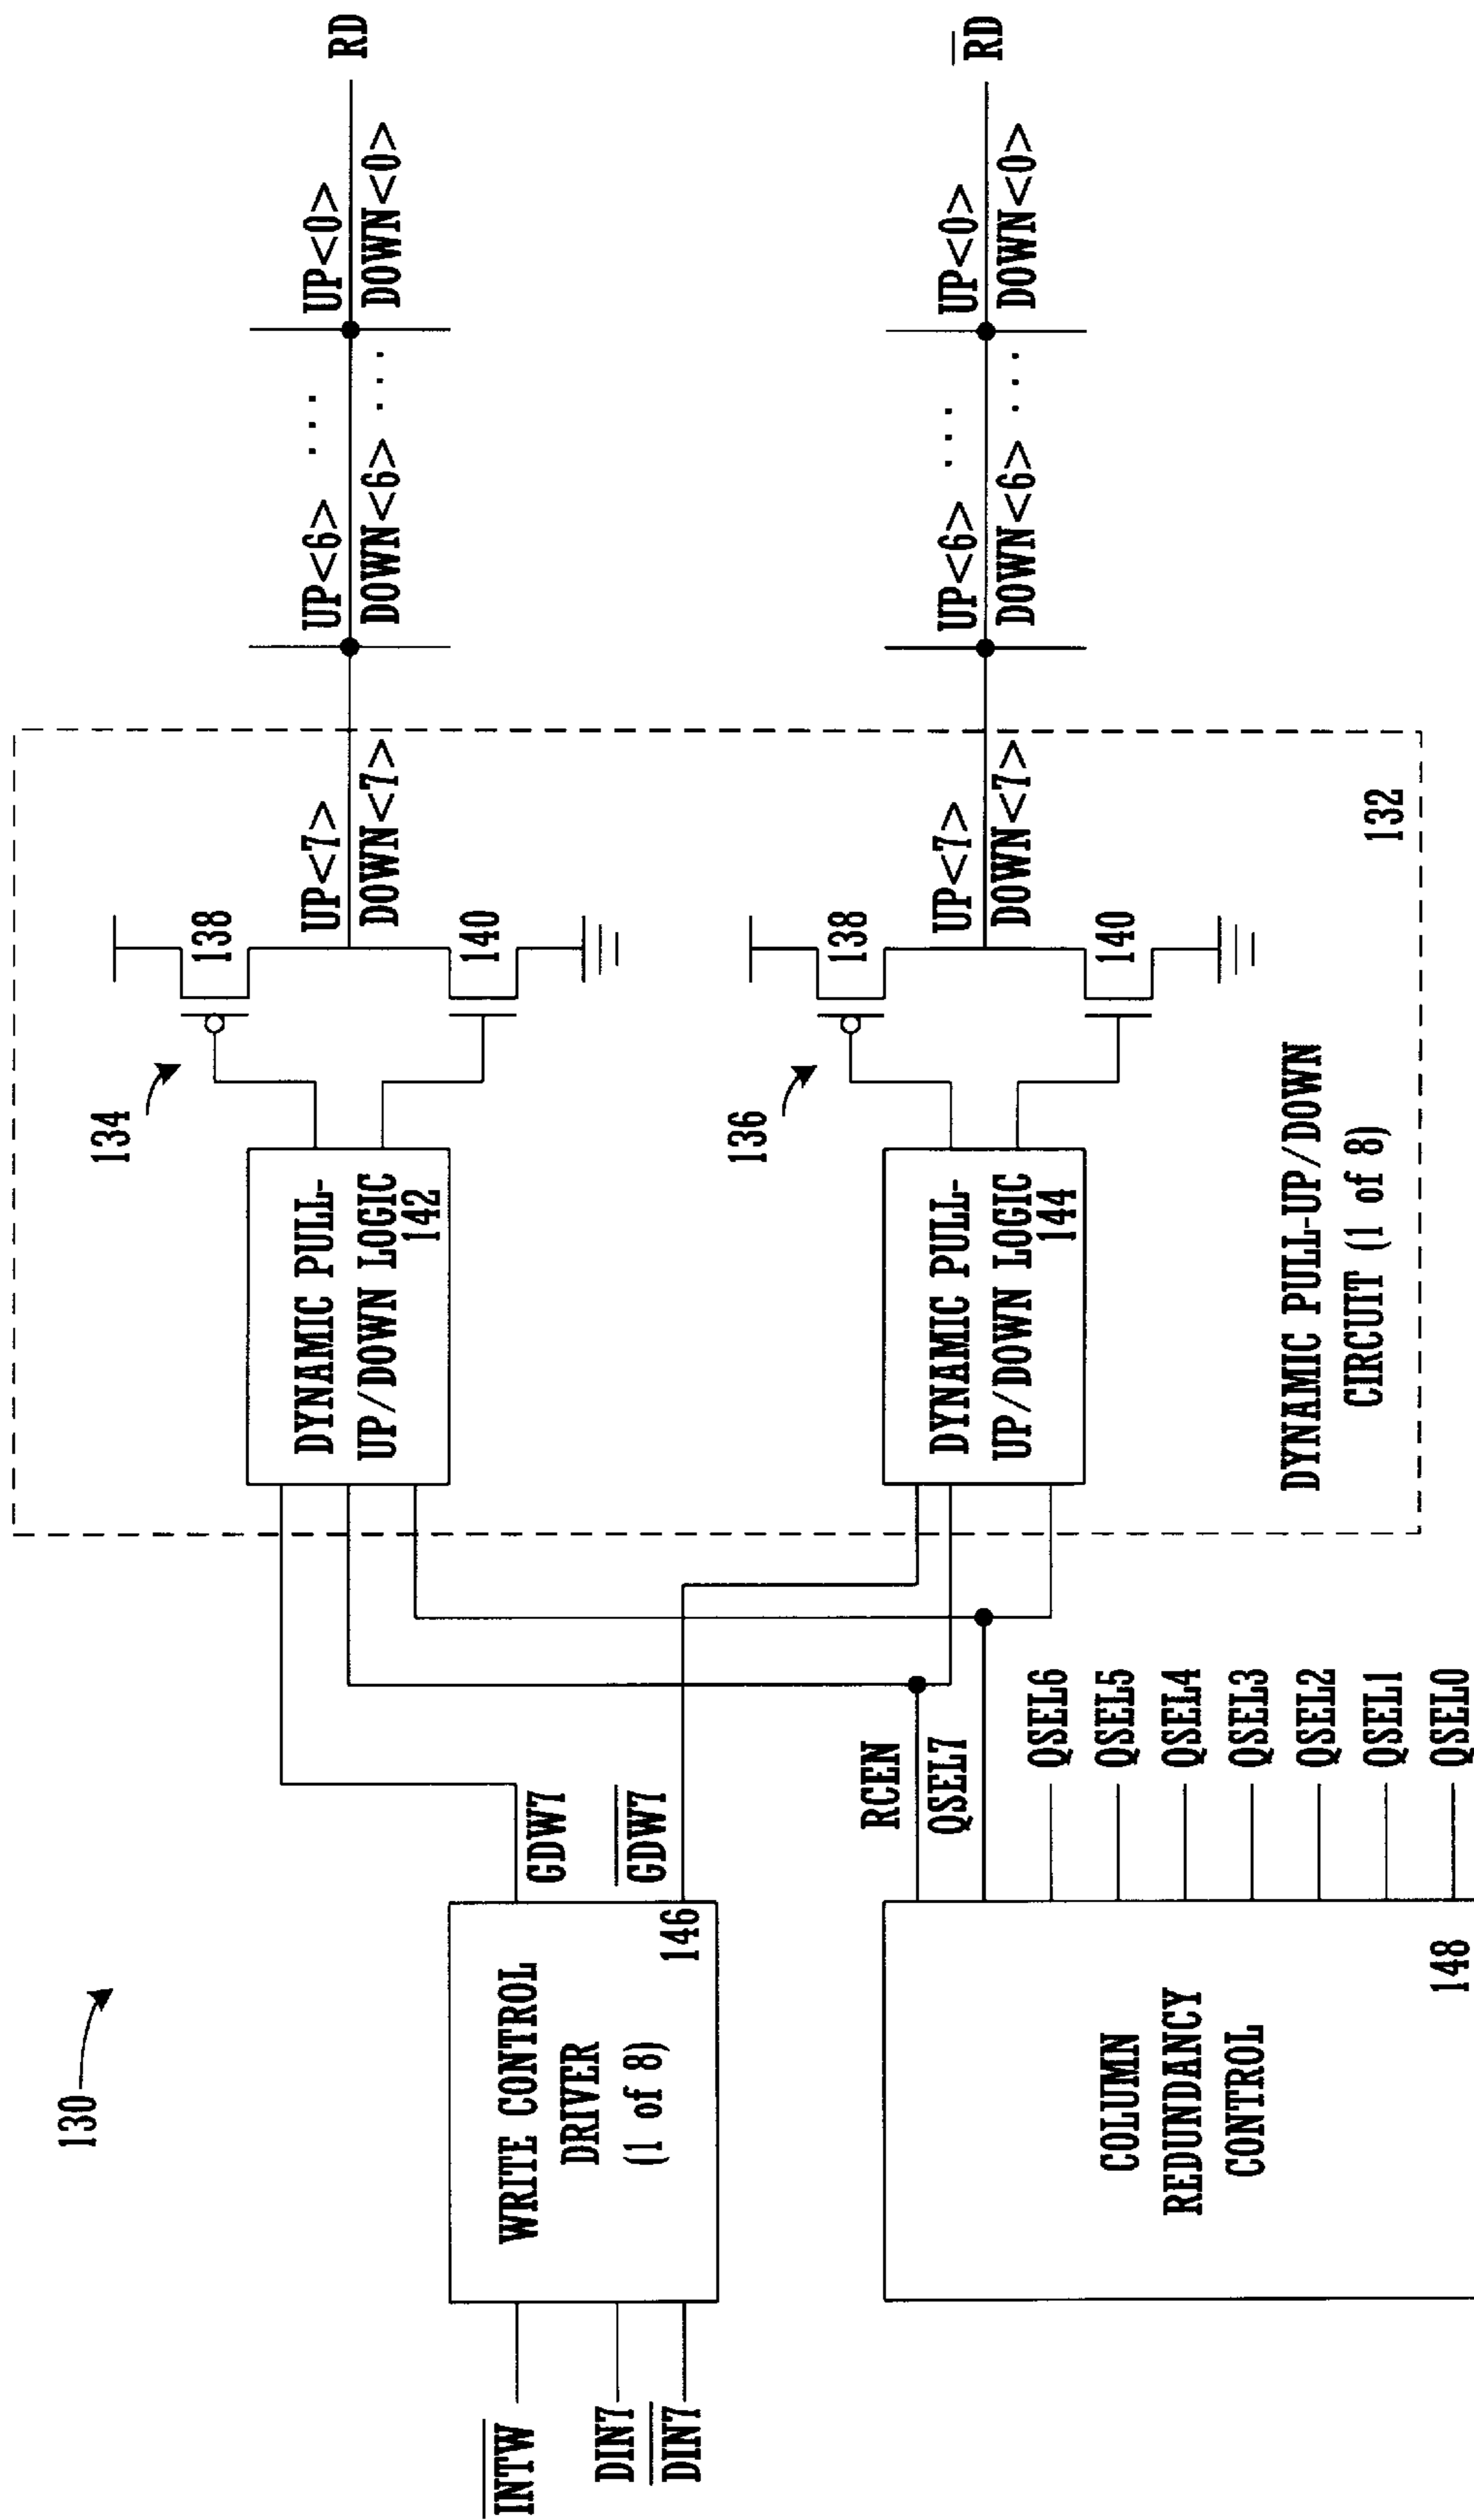 130
INTW
DIN7
DIN7
WRITE CONTROL
DRIVER
(1 of 8)
146
GDW7
GDW7
COLUMN
REDUNDANCY
CONTROL
148
RCEN
QSEL7
QSEL6
QSEL5
QSEL4
QSEL3
QSEL2
QSEL1
QSEL0
134
DYNAMIC PULL-
UP/DOWN LOGIC
142
138
140
UP<7>
DOWN<7>
UP<6> ...
DOWN<6> ...
UP<0>
DOWN<0>
RD
136
DYNAMIC PULL-
UP/DOWN LOGIC
144
138
140
UP<7>
DOWN<7>
UP<6> ...
DOWN<6> ...
UP<0>
DOWN<0>
RD
DYNAMIC PULL-UP/DOWN
CIRCUIT (1 of 8)
132